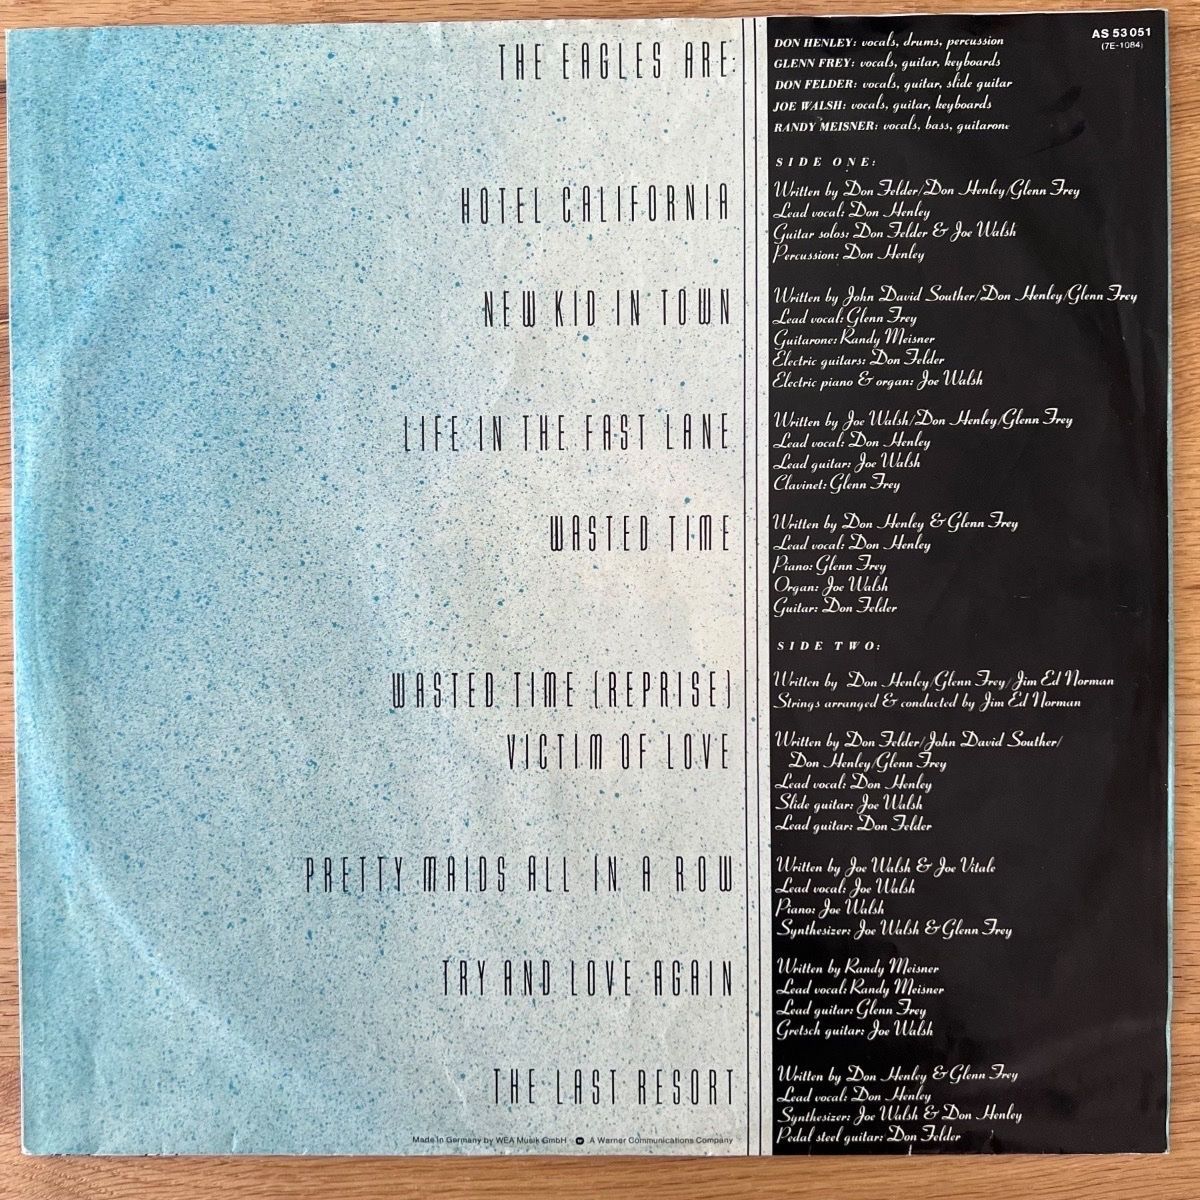 THE EAGLES ARE:
DON HENLEY: vocals, drums, percussion
GLENN FREY: vocals, guitar, keyboards
DON FELDER: vocals, guitar, slide guitar
JOE WALSH: vocals, guitar, keyboards
RANDY MEISNER: vocals, bass, guitarone
AS 53 051
(7E-1084)
SIDE ONE:
HOTEL CALIFORNIA
Written by Don Felder/Don Henley/Glenn Frey
Lead vocal: Don Henley
Guitar solos: Don Felder & Joe Walsh
Percussion: Don Henley
NEW KID IN TOWN
Written by John David Souther/Don Henley/Glenn Frey
Lead vocal: Glenn Frey
Guitarone: Randy Meisner
Electric guitars: Don Felder
Electric piano & organ: Joe Walsh
LIFE IN THE FAST LANE
Written by Joe Walsh/Don Henley/Glenn Frey
Lead vocal: Don Henley
Lead guitar: Joe Walsh
Clavinet: Glenn Frey
WASTED TIME
Written by Don Henley & Glenn Frey
Lead vocal: Don Henley
Piano: Glenn Frey
Organ: Joe Walsh
Guitar: Don Felder
SIDE TWO:
WASTED TIME (REPRISE)
Written by Don Henley/Glenn Frey/Jim Ed Norman
Strings arranged & conducted by Jim Ed Norman
VICTIM OF LOVE
Written by Don Felder/John David Souther/
Don Henley/Glenn Frey
Lead vocal: Don Henley
Slide guitar: Joe Walsh
Lead guitar: Don Felder
PRETTY MAIDS ALL IN A ROW
Written by Joe Walsh & Joe Vitale
Lead vocal: Joe Walsh
Piano: Joe Walsh
Synthesizer: Joe Walsh & Glenn Frey
TRY AND LOVE AGAIN
Written by Randy Meisner
Lead vocal: Randy Meisner
Lead guitar: Glenn Frey
Gretsch guitar: Joe Walsh
THE LAST RESORT
Written by Don Henley & Glenn Frey
Lead vocal: Don Henley
Synthesizer: Joe Walsh & Don Henley
Pedal steel guitar: Don Felder
Made in Germany by WEA Musik GmbH · A Warner Communications Company